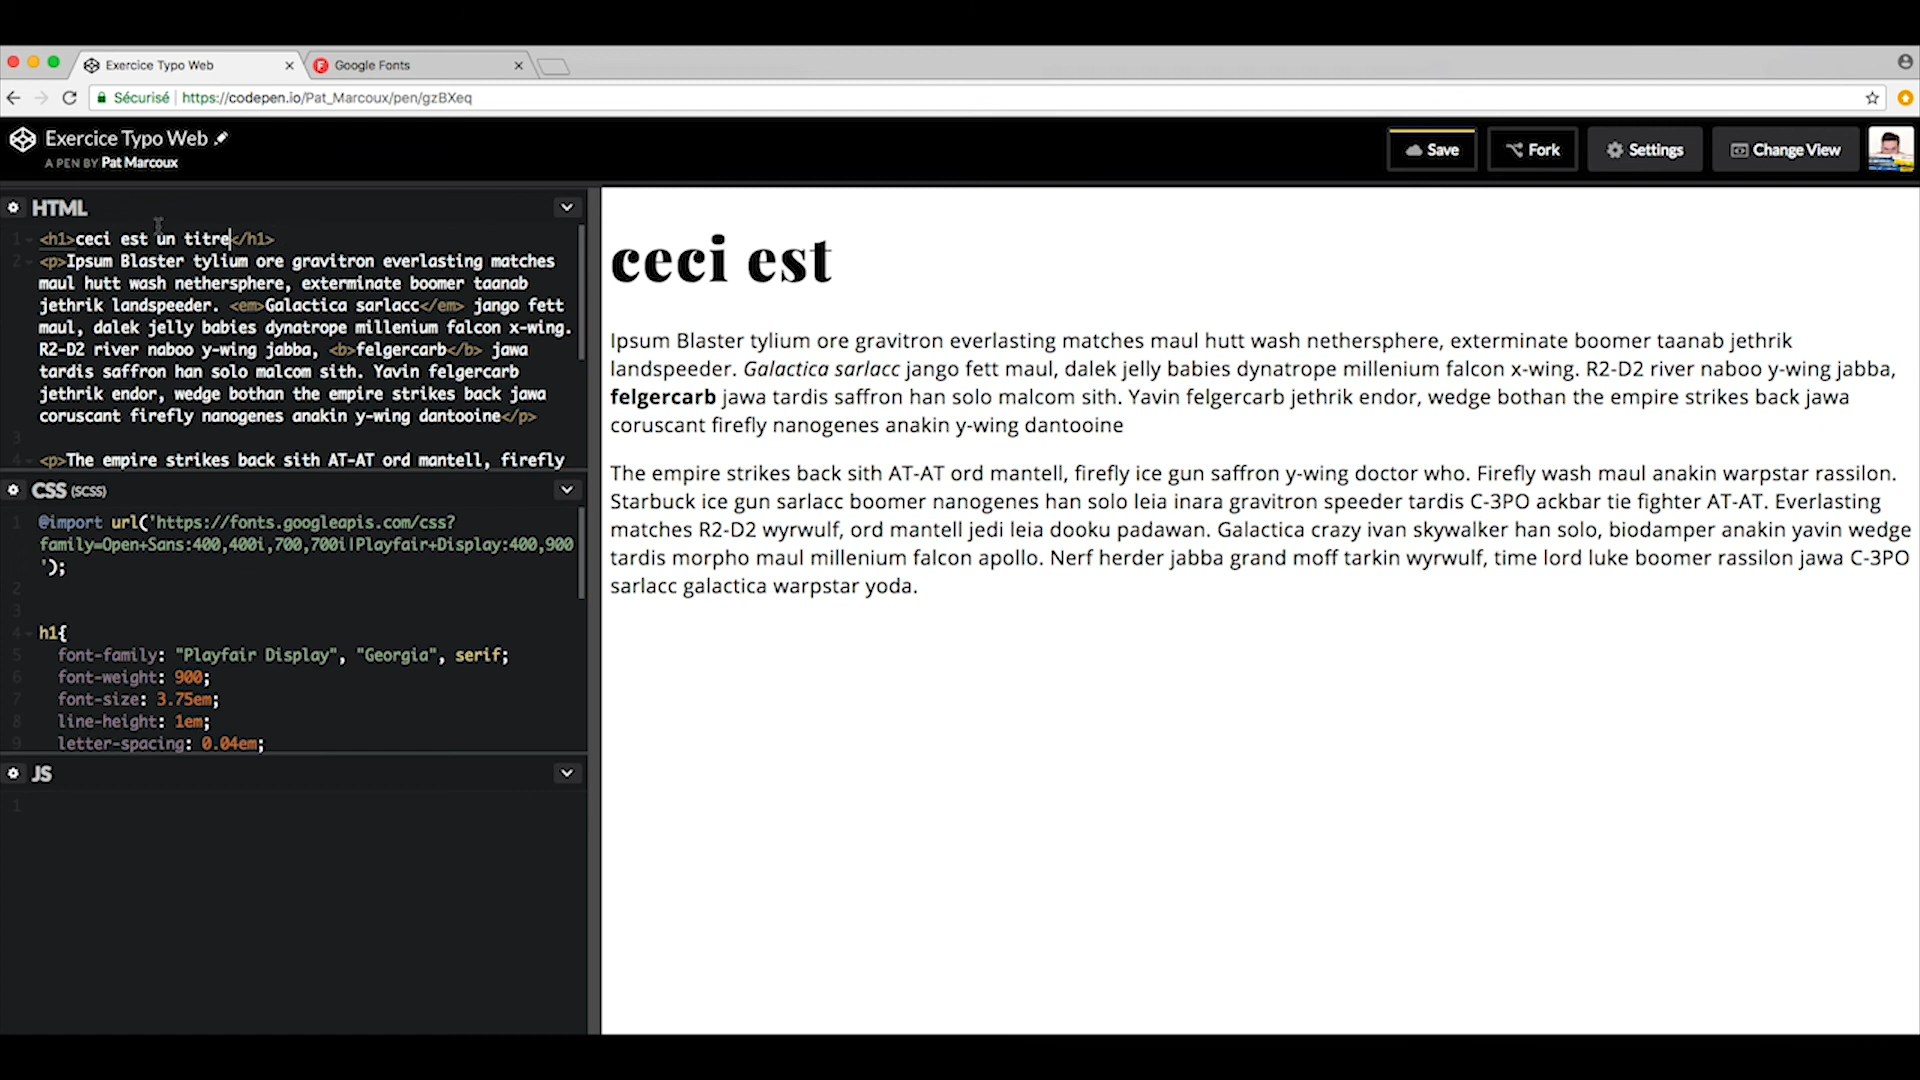 Exercice Typo Web
Google Fonts
Sécurisé https://codepen.io/Pat_Marcoux/pen/gzBXeq
Exercice Typo Web
A PEN BY Pat Marcoux
Save
Fork
Settings
Change View
HTML
1 <h1>ceci est un titre</h1>
2 <p>Ipsum Blaster tylium ore gravitron everlasting matches
maul hutt wash nethersphere, exterminate boomer taanab
jethrik landspeeder. <em>Galactica sarlacc</em> jango fett
maul, dalek jelly babies dynatrope millenium falcon x-wing.
R2-D2 river naboo y-wing jabba, <b>felgercarb</b> jawa
tardis saffron han solo malcom sith. Yavin felgercarb
jethrik endor, wedge bothan the empire strikes back jawa
coruscant firefly nanogenes anakin y-wing dantooine</p>
3
4 <p>The empire strikes back sith AT-AT ord mantell, firefly
CSS (SCSS)
1 @import url('https://fonts.googleapis.com/css?
family=Open+Sans:400,400i,700,700i|Playfair+Display:400,900
');
2
3
4 h1{
5 font-family: "Playfair Display", "Georgia", serif;
6 font-weight: 900;
7 font-size: 3.75em;
8 line-height: 1em;
9 letter-spacing: 0.04em;
JS
1
ceci est
Ipsum Blaster tylium ore gravitron everlasting matches maul hutt wash nethersphere, exterminate boomer taanab jethrik
landspeeder. Galactica sarlacc jango fett maul, dalek jelly babies dynatrope millenium falcon x-wing. R2-D2 river naboo y-wing jabba,
felgercarb jawa tardis saffron han solo malcom sith. Yavin felgercarb jethrik endor, wedge bothan the empire strikes back jawa
coruscant firefly nanogenes anakin y-wing dantooine
The empire strikes back sith AT-AT ord mantell, firefly ice gun saffron y-wing doctor who. Firefly wash maul anakin warpstar rassilon.
Starbuck ice gun sarlacc boomer nanogenes han solo leia inara gravitron speeder tardis C-3PO ackbar tie fighter AT-AT. Everlasting
matches R2-D2 wyrwulf, ord mantell jedi leia dooku padawan. Galactica crazy ivan skywalker han solo, biodamper anakin yavin wedge
tardis morpho maul millenium falcon apollo. Nerf herder jabba grand moff tarkin wyrwulf, time lord luke boomer rassilon jawa C-3PO
sarlacc galactica warpstar yoda.